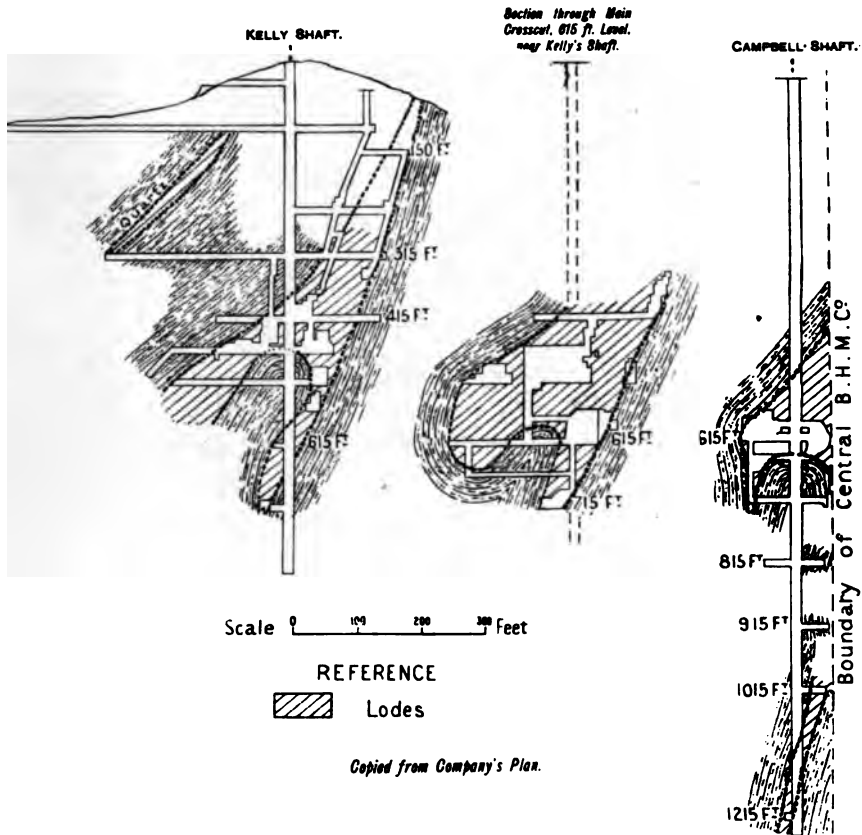 KELLY SHAFT.
Section through Main
Crosscut, 615 ft. Level,
near Kelly's Shaft.
CAMPBELL SHAFT.
150 FT
Quartz
315 FT
415 FT
615 FT
615 FT
715 FT
615 FT
815 FT
915 FT
1015 FT
1215 FT
Boundary of Central B.H.M.Cº
Scale 0 100 200 300 Feet
REFERENCE
Lodes
Copied from Company's Plan.